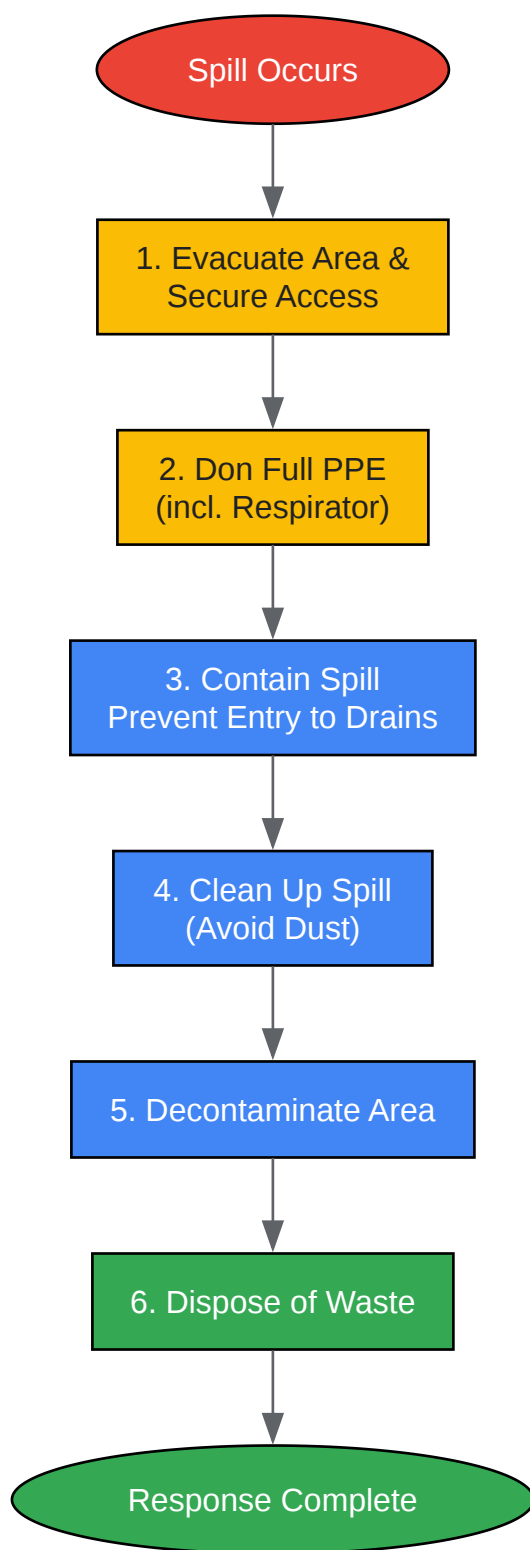 Spill Occurs
1. Evacuate Area &
Secure Access
2. Don Full PPE
(incl. Respirator)
3. Contain Spill
Prevent Entry to Drains
4. Clean Up Spill
(Avoid Dust)
5. Decontaminate Area
6. Dispose of Waste
Response Complete